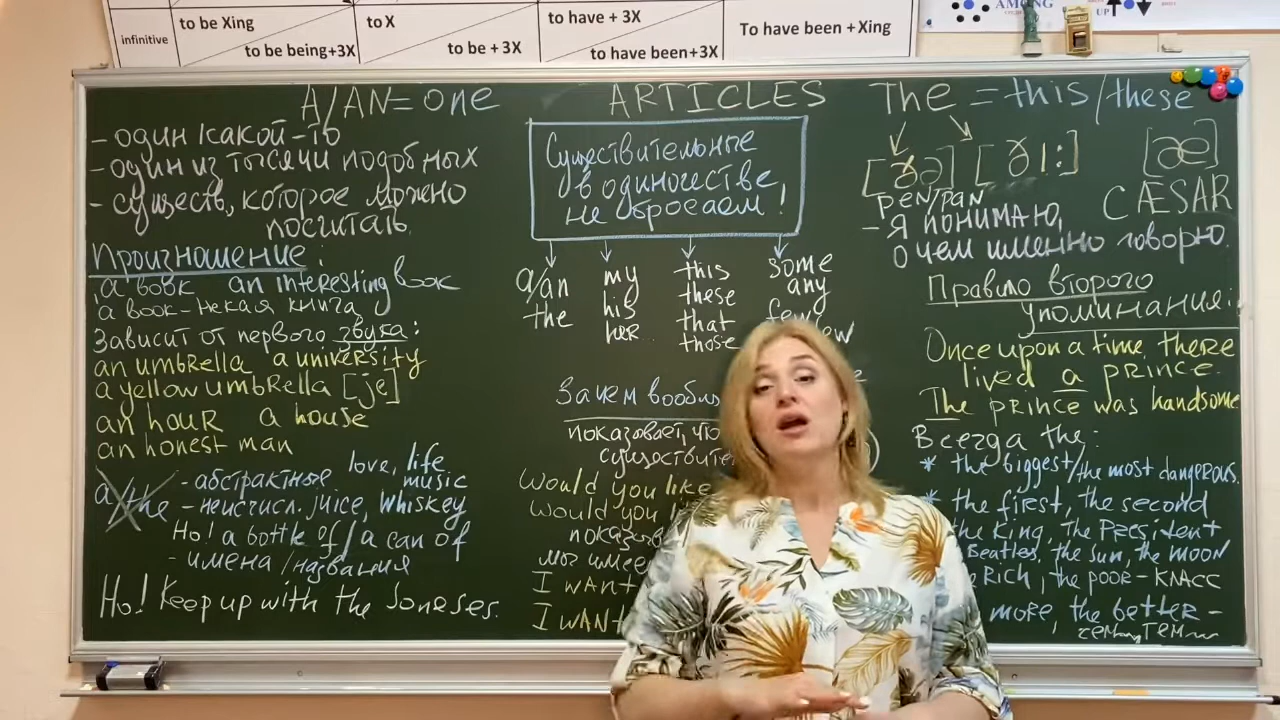 infinitive
to be Xing
to be being+3X
to X
to be + 3X
to have + 3X
to have been+3X
To have been +Xing
AMONG
UP
A/AN = one
- один/какой-то
- один из тысячи подобных
- существ, которое можно
посчитать.
Произношение:
a book an interesting book
a book-некая книга
Зависит от первого звука:
an umbrella a university
a yellow umbrella [je]
an hour a house
an honest man
a/the
- абстрактные love, life
music
- неисчисл. juice, whiskey
Но! a bottle of/a can of
- имена/названия
Но! Keep up with the Joneses.
ARTICLES
Существительные
в одиночестве
не бросаем!
a/an
the
my
his
her
this
these
that
those
some
any
few
Зачем
показовает, что
would you like
would you
мы
I want
I want
The = this/these
[ðə] [ði:]
[æ]
pen/pan
CÆSAR
- Я понимаю,
о чем именно говорю.
Правило второго
упоминания:
Once upon a time there
lived a prince.
The prince was handsome
Всегда the:
* the biggest/the most dangerous.
* the first, the second
the King, The President
Beatles, the sun, the moon
Rich, the poor - класс
more, the better -